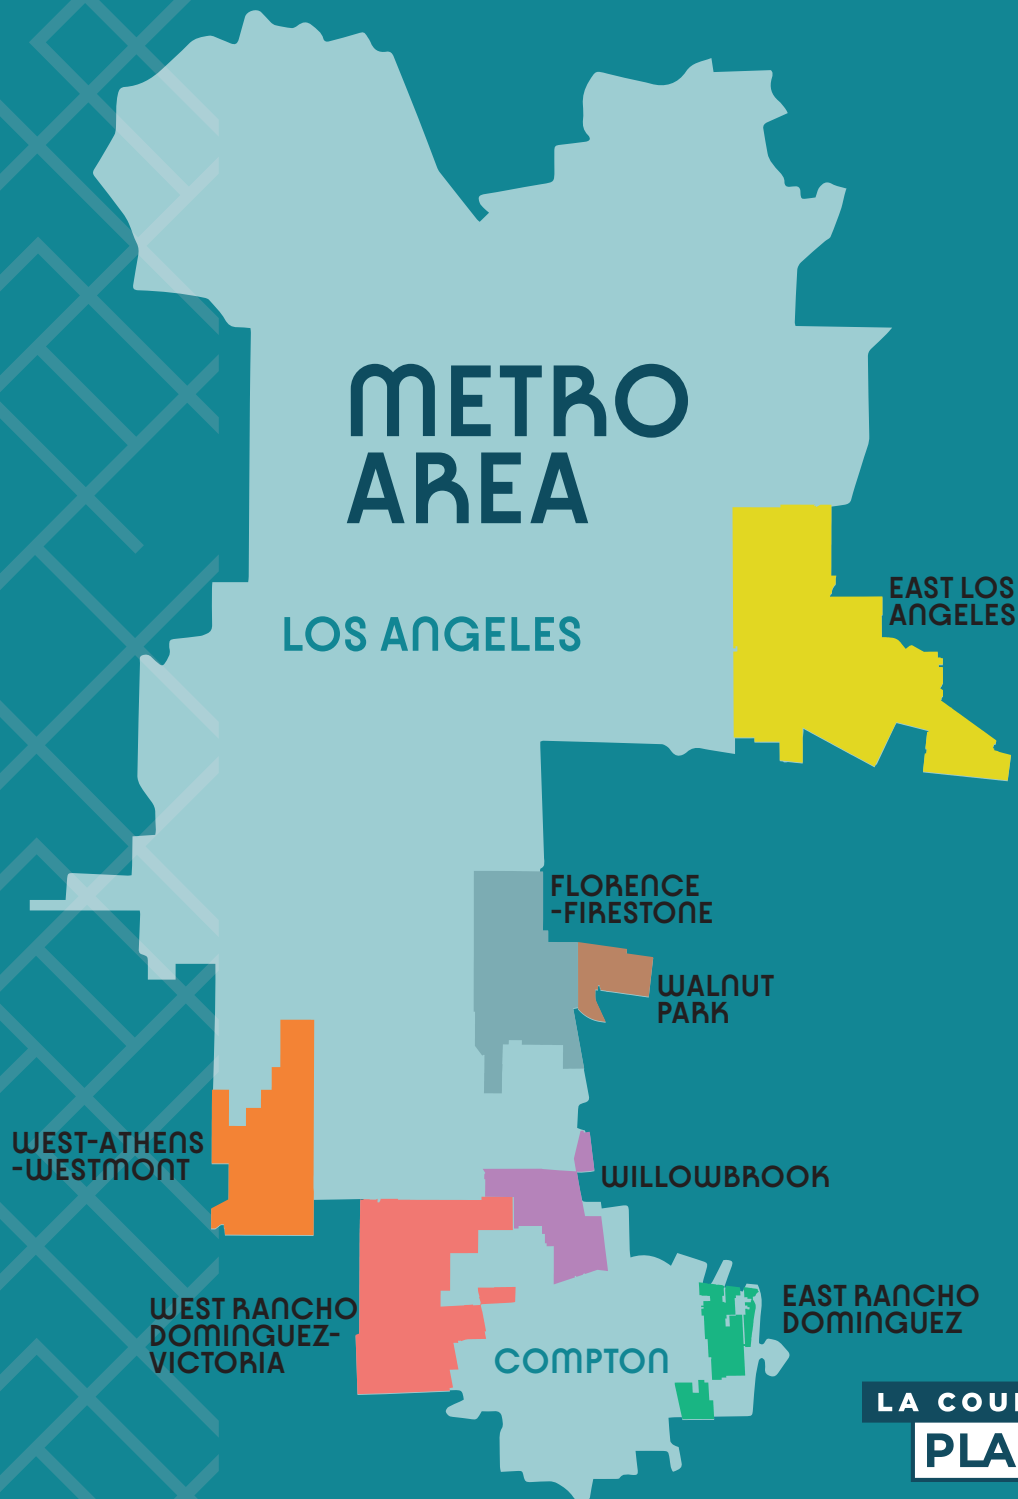 METRO
AREA
LOS ANGELES
EAST LOS
ANGELES
FLORENCE
-FIRESTONE
WALNUT
PARK
WEST-ATHENS
-WESTMONT
WILLOWBROOK
WEST RANCHO
DOMINGUEZ-
VICTORIA
EAST RANCHO
DOMINGUEZ
COMPTON
LA COU
PLA